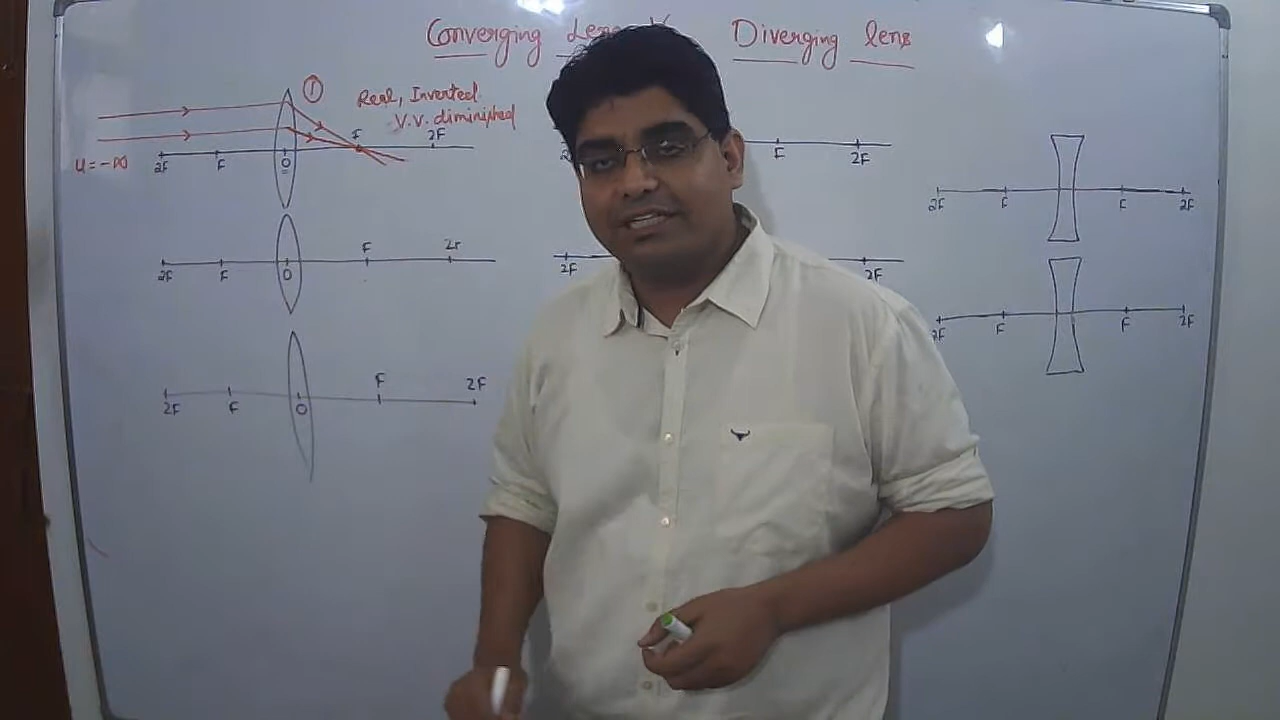 Converging Lens Diverging lens
①
Real, Inverted
V.V. diminished
u = -∞
2F F O F 2F
F 2F
2F F F 2F
2F F O F 2F
2F 2F
2F F F 2F
2F F O F 2F